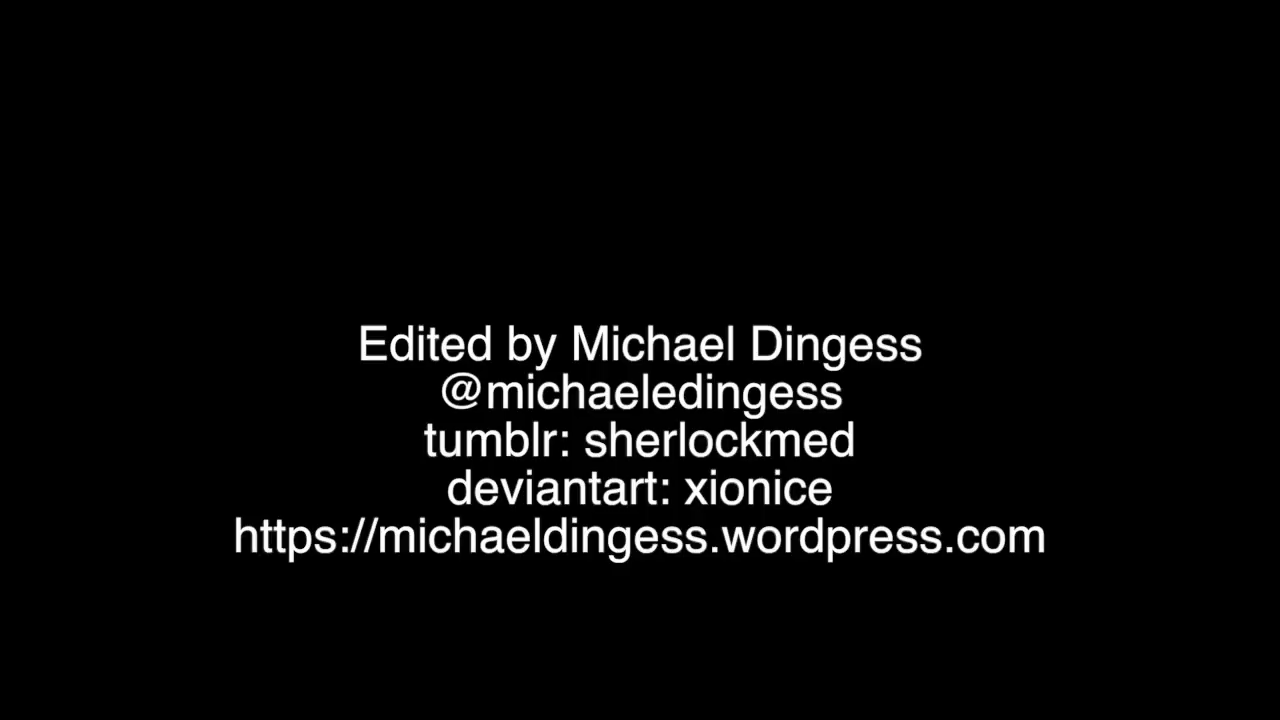 Edited by Michael Dingess
@michaeledingess
tumblr: sherlockmed
deviantart: xionice
https://michaeldingess.wordpress.com